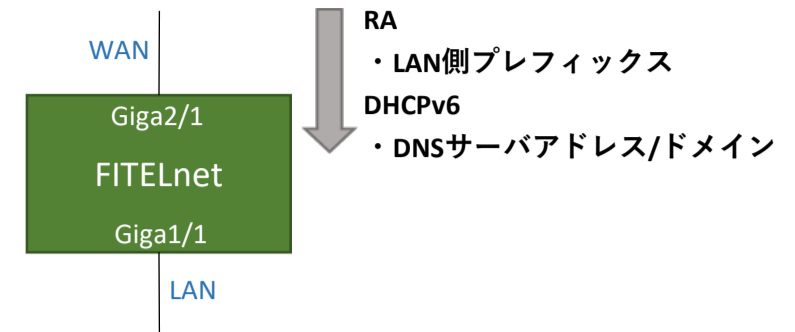 WAN
Giga2/1
FITELnet
Giga1/1
LAN
RA
・LAN側プレフィックス
DHCPv6
・DNSサーバアドレス/ドメイン